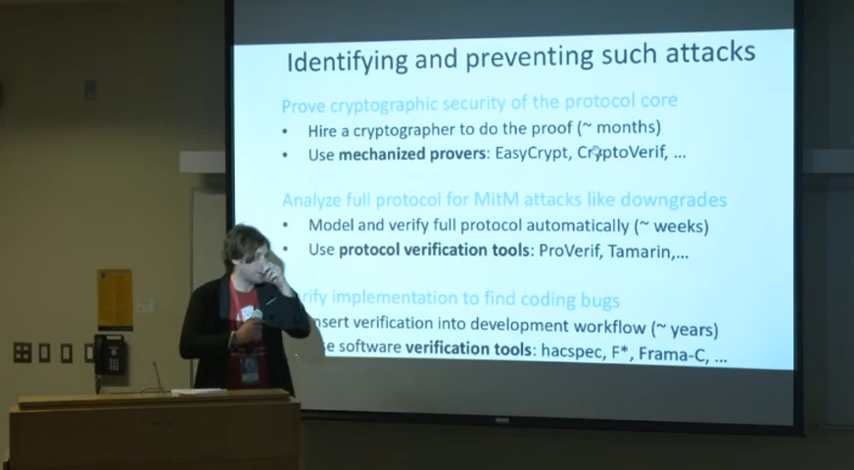 Identifying and preventing such attacks
Prove cryptographic security of the protocol core
• Hire a cryptographer to do the proof (~ months)
• Use mechanized provers: EasyCrypt, CryptoVerif, ...
Analyze full protocol for MitM attacks like downgrades
• Model and verify full protocol automatically (~ weeks)
• Use protocol verification tools: ProVerif, Tamarin,...
rify implementation to find coding bugs
nsert verification into development workflow (~ years)
e software verification tools: hacspec, F*, Frama-C, ...